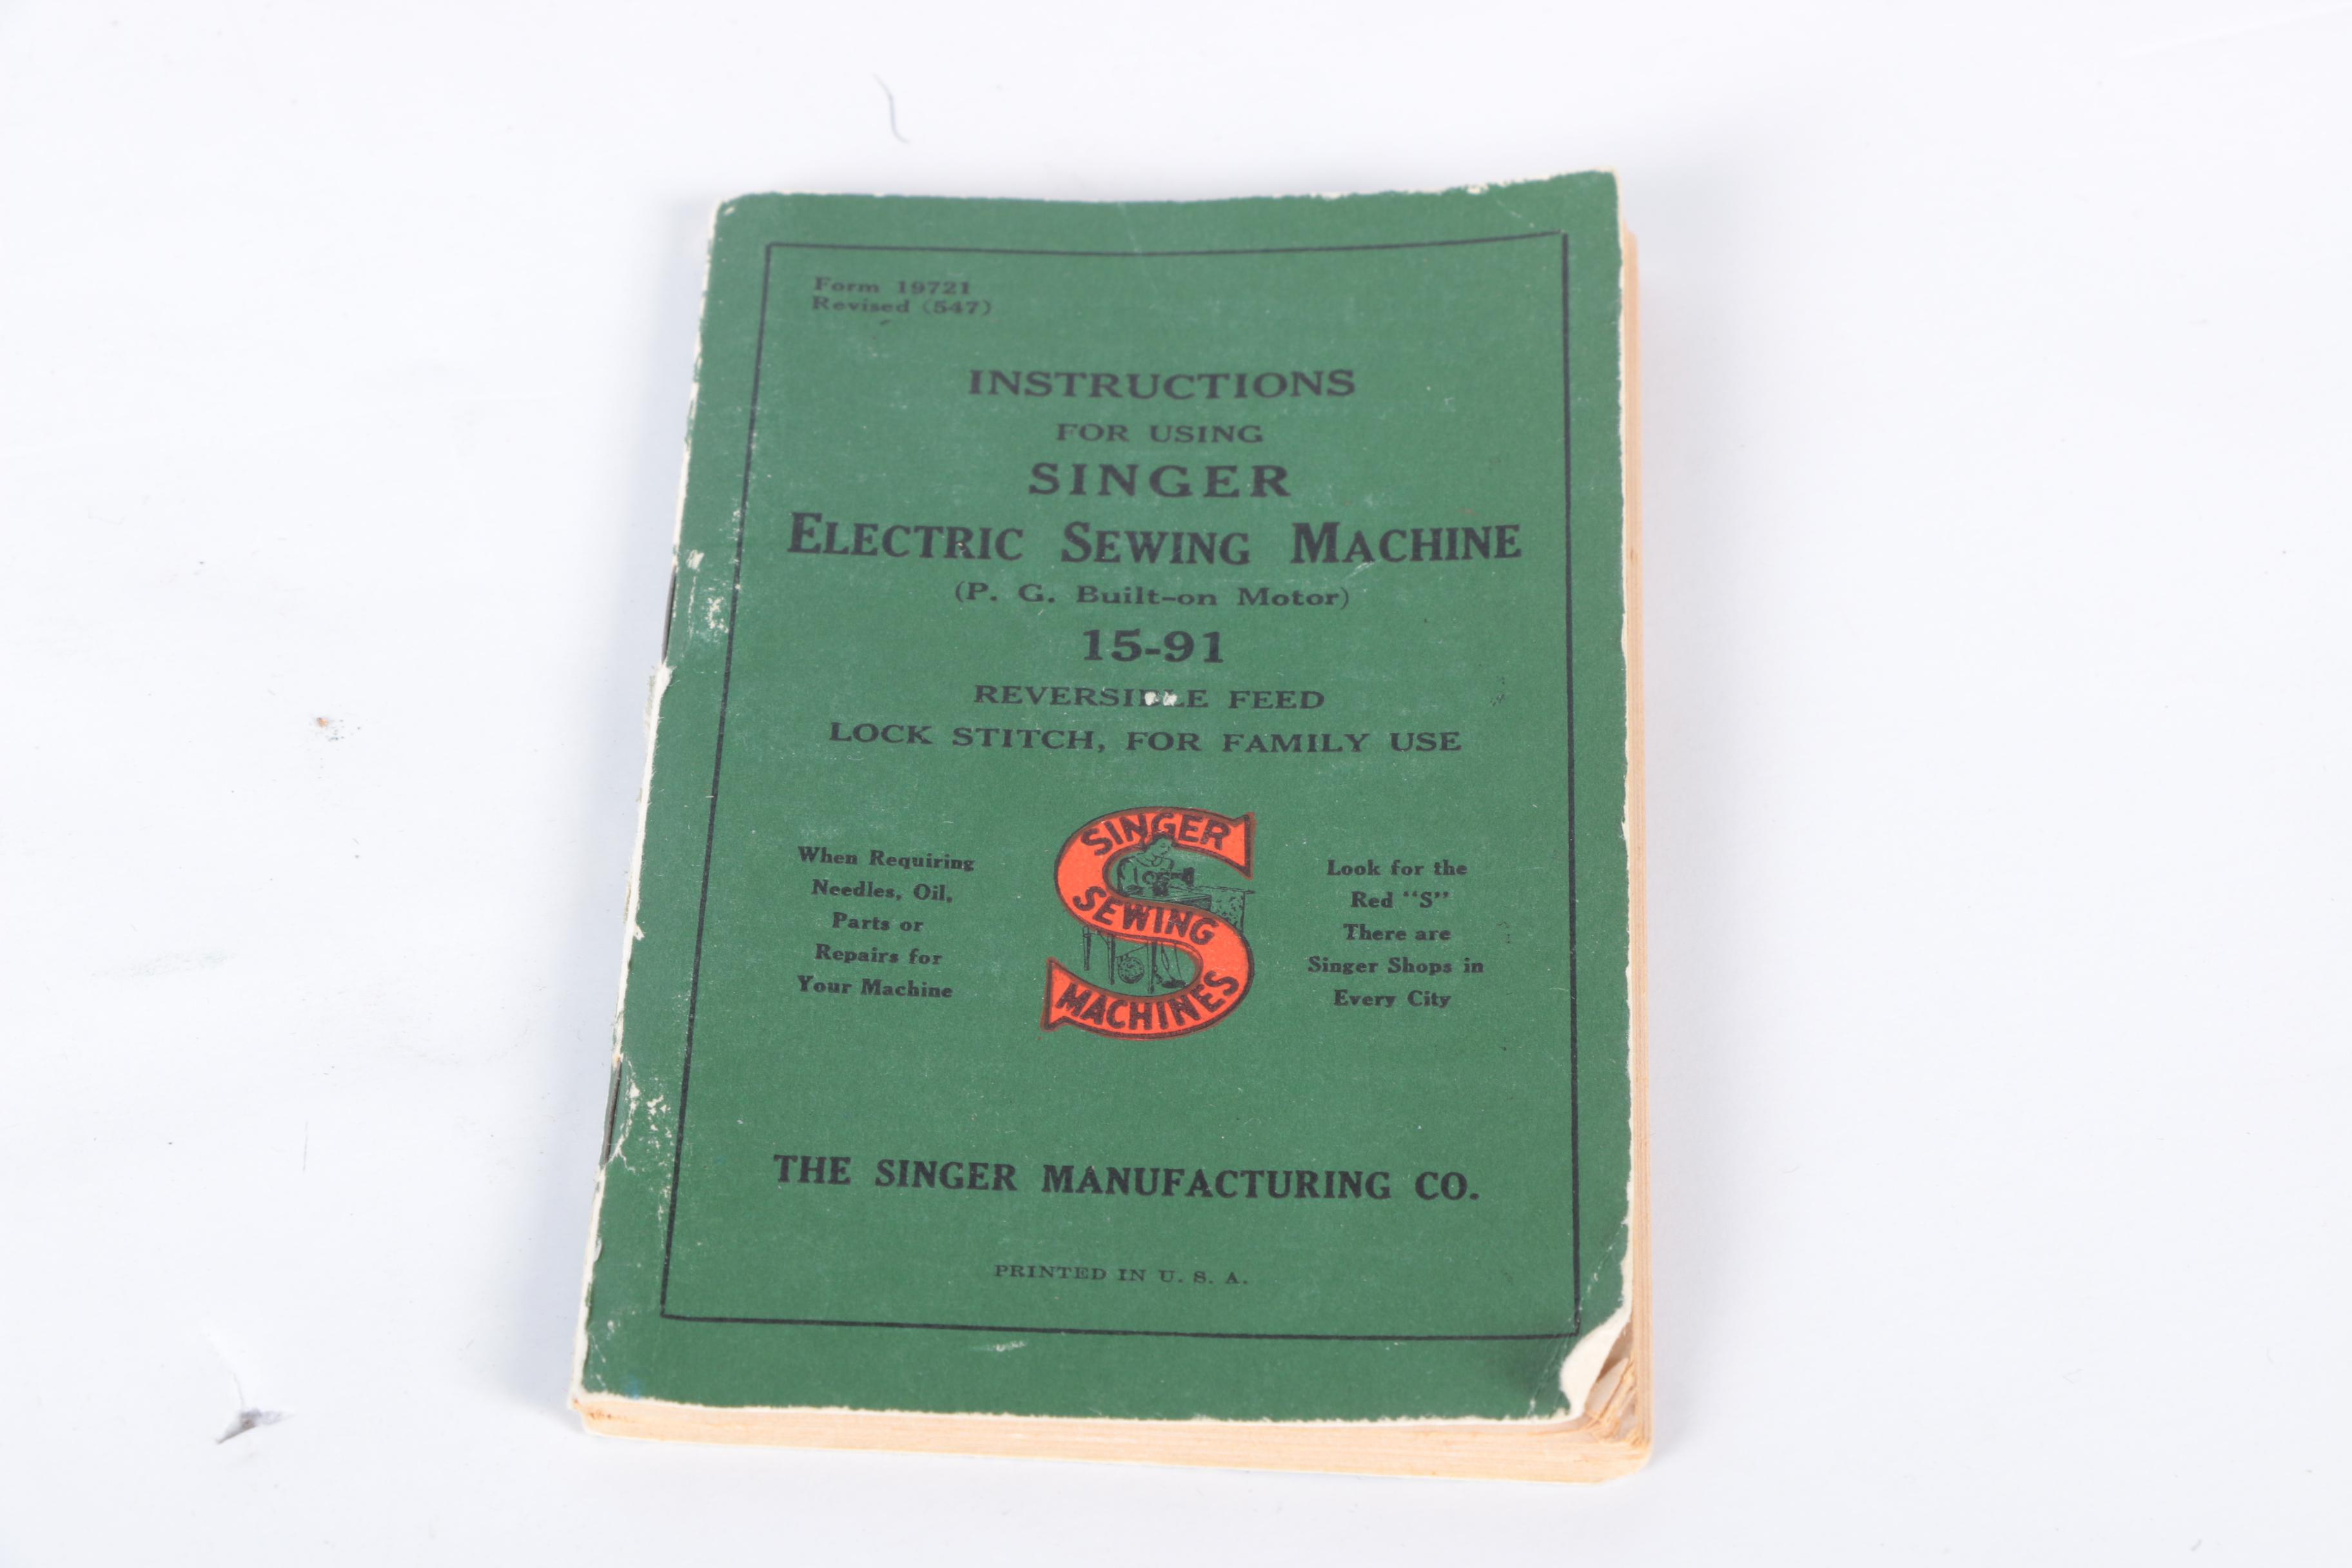 Form 19721
Revised (547)
INSTRUCTIONS
FOR USING
SINGER
ELECTRIC SEWING MACHINE
(P. G. Built-on Motor)
15-91
REVERSIBLE FEED
LOCK STITCH, FOR FAMILY USE
When Requiring
Needles, Oil,
Parts or
Repairs for
Your Machine
SINGER
SEWING
MACHINES
Look for the
Red "S"
There are
Singer Shops in
Every City
THE SINGER MANUFACTURING CO.
PRINTED IN U. S. A.